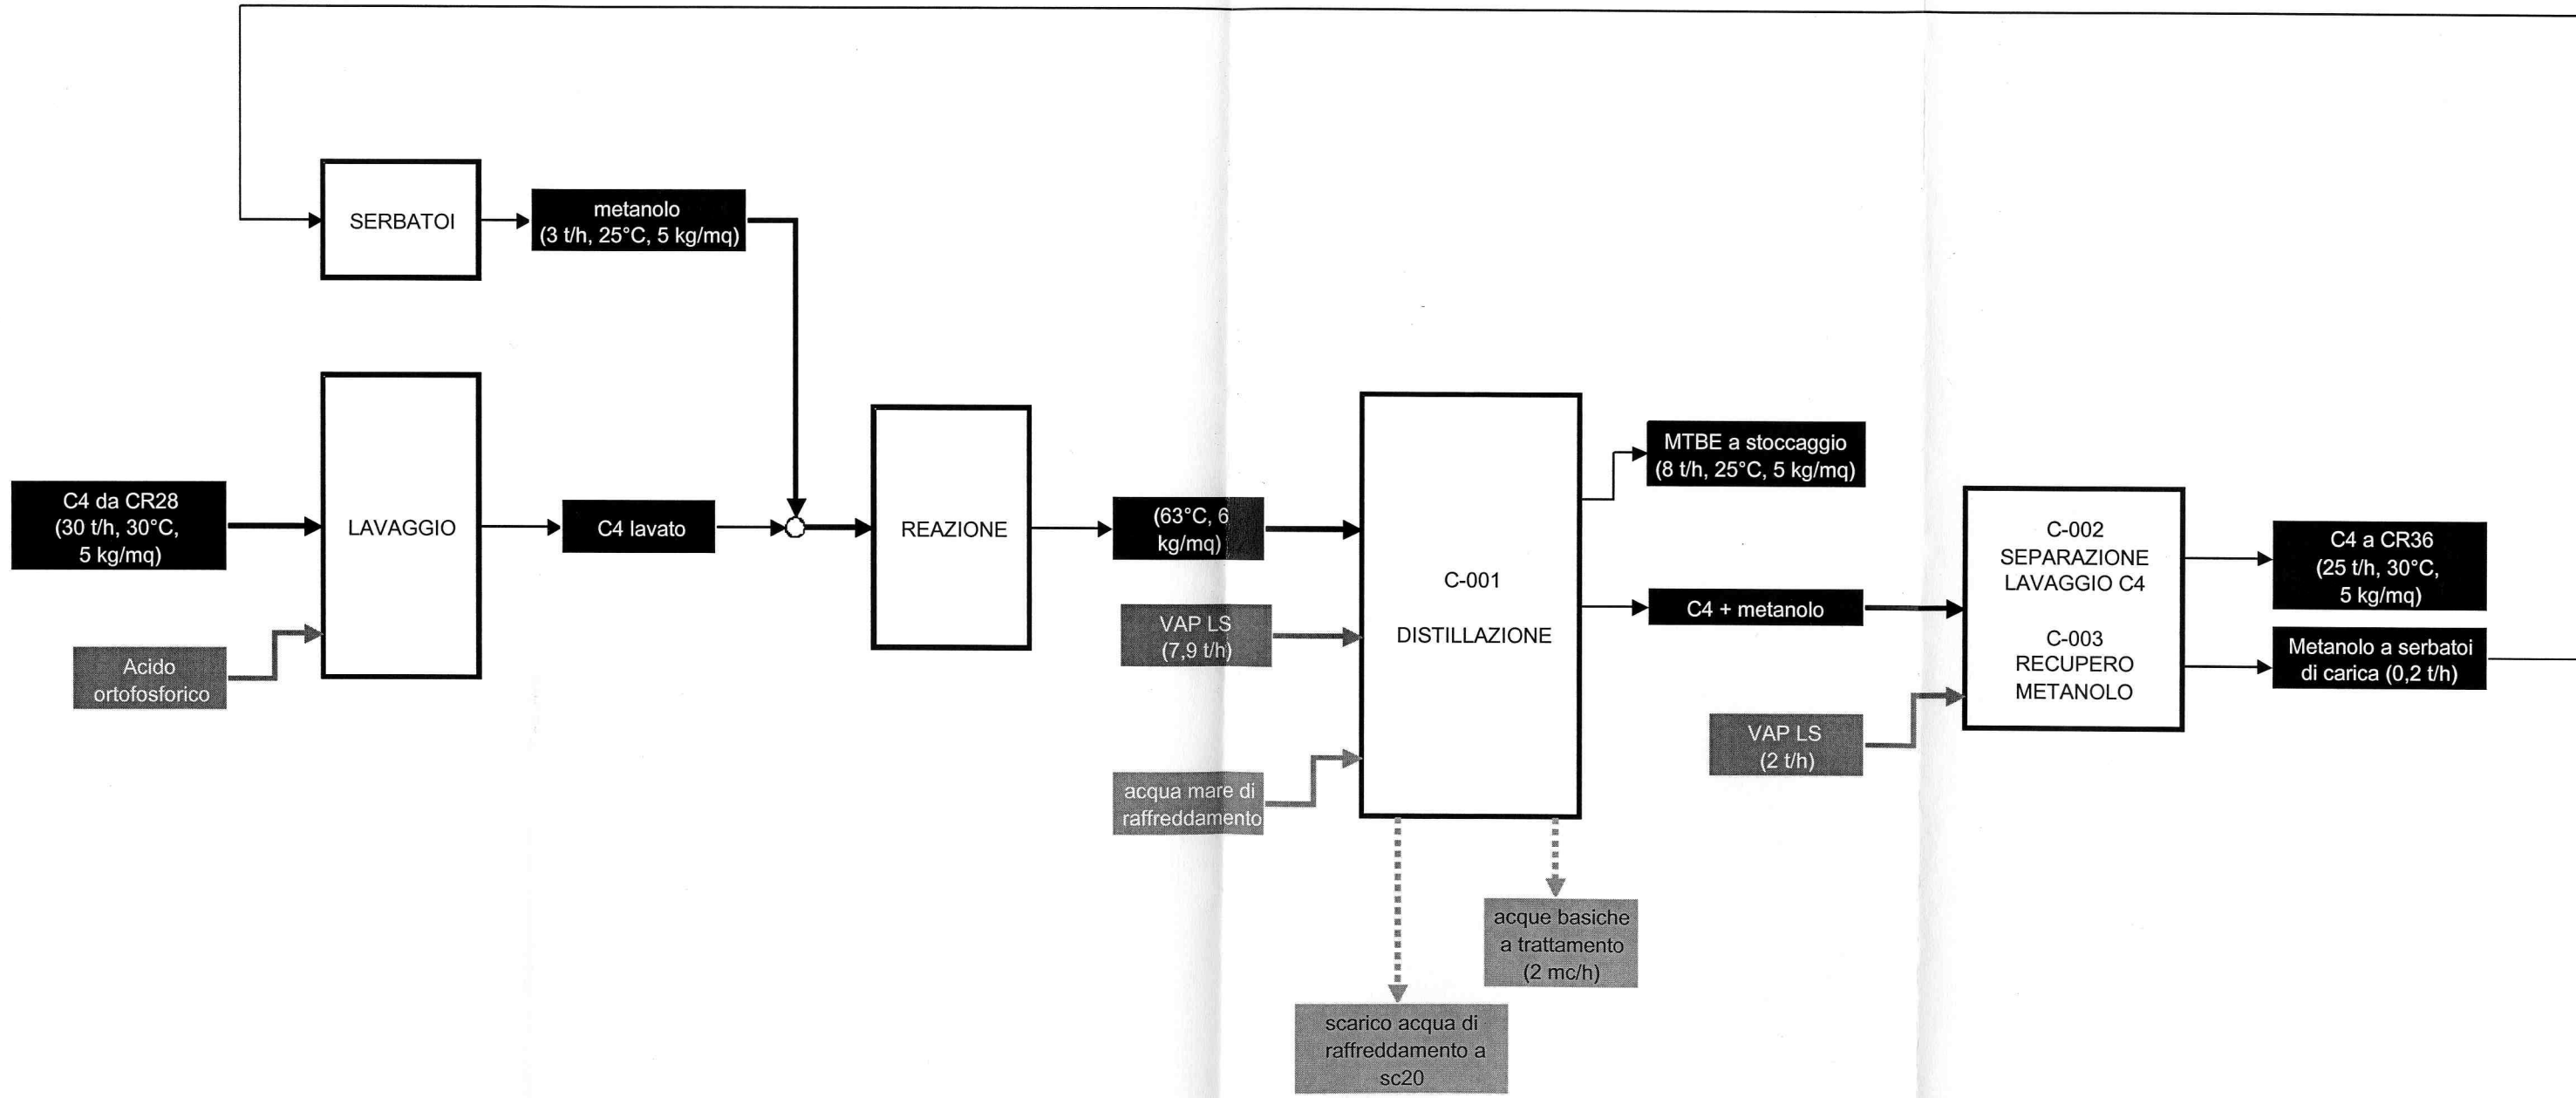 SERBATOI
metanolo
(3 t/h, 25°C, 5 kg/mq)
C4 da CR28
(30 t/h, 30°C,
5 kg/mq)
Acido
ortofosforico
LAVAGGIO
C4 lavato
REAZIONE
(63°C, 6
kg/mq)
VAP LS
(7,9 t/h)
acqua mare di
raffreddamento
C-001
DISTILLAZIONE
MTBE a stoccaggio
(8 t/h, 25°C, 5 kg/mq)
C4 + metanolo
VAP LS
(2 t/h)
acque basiche
a trattamento
(2 mc/h)
scarico acqua di
raffreddamento a
sc20
C-002
SEPARAZIONE
LAVAGGIO C4
C-003
RECUPERO
METANOLO
C4 a CR36
(25 t/h, 30°C,
5 kg/mq)
Metanolo a serbatoi
di carica (0,2 t/h)